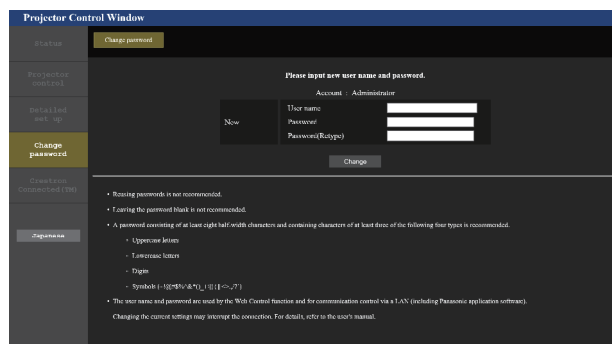 Projector Control Window
Status
Change password
Projector
control
Detailed
set up
Change
password
Crestron
Connected(EM)
Japanese
Please input new user name and password.
Account : Administrator
New
User name
Password
Password(Retype)
Change
• Reusing passwords is not recommended.
• Leaving the password blank is not recommended.
• A password consisting of at least eight half-width characters and containing characters of at least three of the following four types is recommended.
- Uppercase letters
- Lowercase letters
- Digits
- Symbols
• The user name and password are used by the Web Control function and for communication control via a LAN (including Panasonic application software).
Changing the current settings may interrupt the connection. For details, refer to the user's manual.